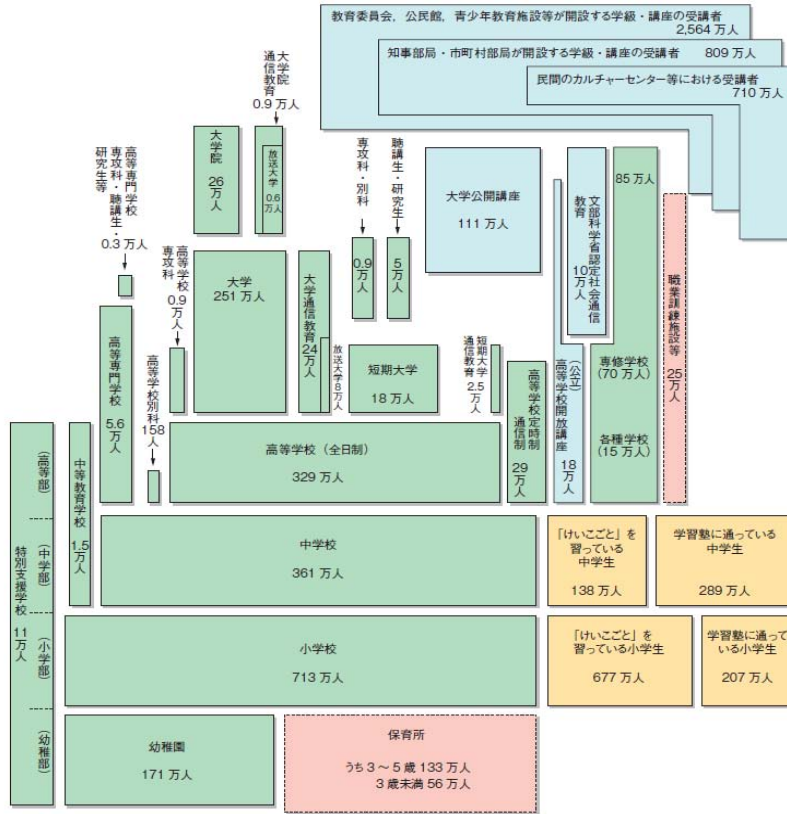 教育委員会，公民館，青少年教育施設等が開設する学級・講座の受講者
2,564 万人
知事部局・市町村部局が開設する学級・講座の受講者　809 万人
民間のカルチャーセンター等における受講者
710 万人
大学院
通信教育
0.9 万人
大学院
26
万人
放送大学
0.6
万人
高等専門学校
専攻科・聴講生・
研究生等
0.3 万人
専攻科・別科
0.9
万人
聴講生・研究生
5
万人
大学公開講座
111 万人
文部科学省認定社会通信
教育
10
万人
85 万人
専修学校
(70 万人)
各種学校
(15 万人)
職業訓練施設等
25
万人
高等学校
専攻科
0.9
万人
大学
251 万人
大学通信教育
24
万人
放送大学
8
万人
短期大学
18 万人
短期大学
通信教育
2.5
万人
高等専門学校
5.6
万人
高等学校別科
158
人
高等学校（全日制）
329 万人
高等学校定時制
通信制
29
万人
（公立）
高等学校開放講座
18
万人
特別支援学校
11
万人
（高等部）
（中学部）
（小学部）
（幼稚部）
中等教育学校
1.5
万人
中学校
361 万人
「けいこごと」を
習っている
中学生
138 万人
学習塾に通っている
中学生
289 万人
小学校
713 万人
「けいこごと」を
習っている小学生
677 万人
学習塾に通って
いる小学生
207 万人
幼稚園
171 万人
保育所
うち 3 ～ 5 歳 133 万人
3 歳未満 56 万人